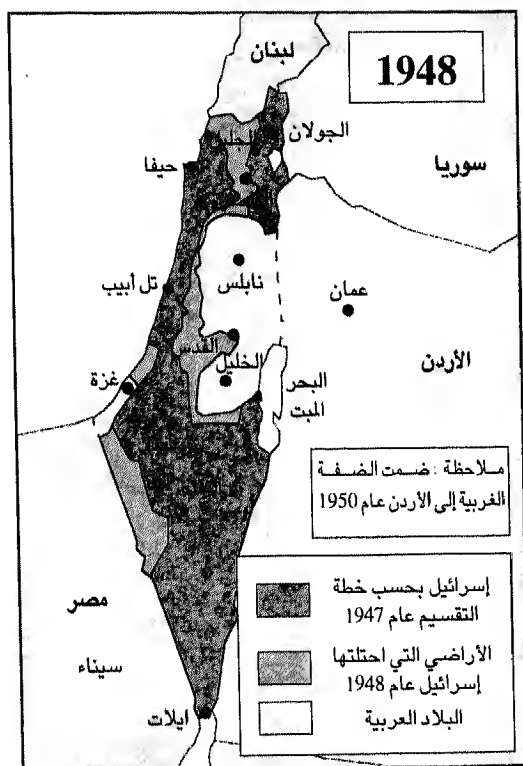 لبنان
1948
الجولان
سوريا
حيفا
نابلس
عمان
تل أبيب
القدس
الخليل
الأردن
غزة
البحر
الميت
ملاحظة : ضمت الضفة
الغربية إلى الأردن عام 1950
إسرائيل بحسب خطة
التقسيم عام 1947
الأراضي التي احتلتها
إسرائيل عام 1948
البلاد العربية
مصر
سيناء
ايلات